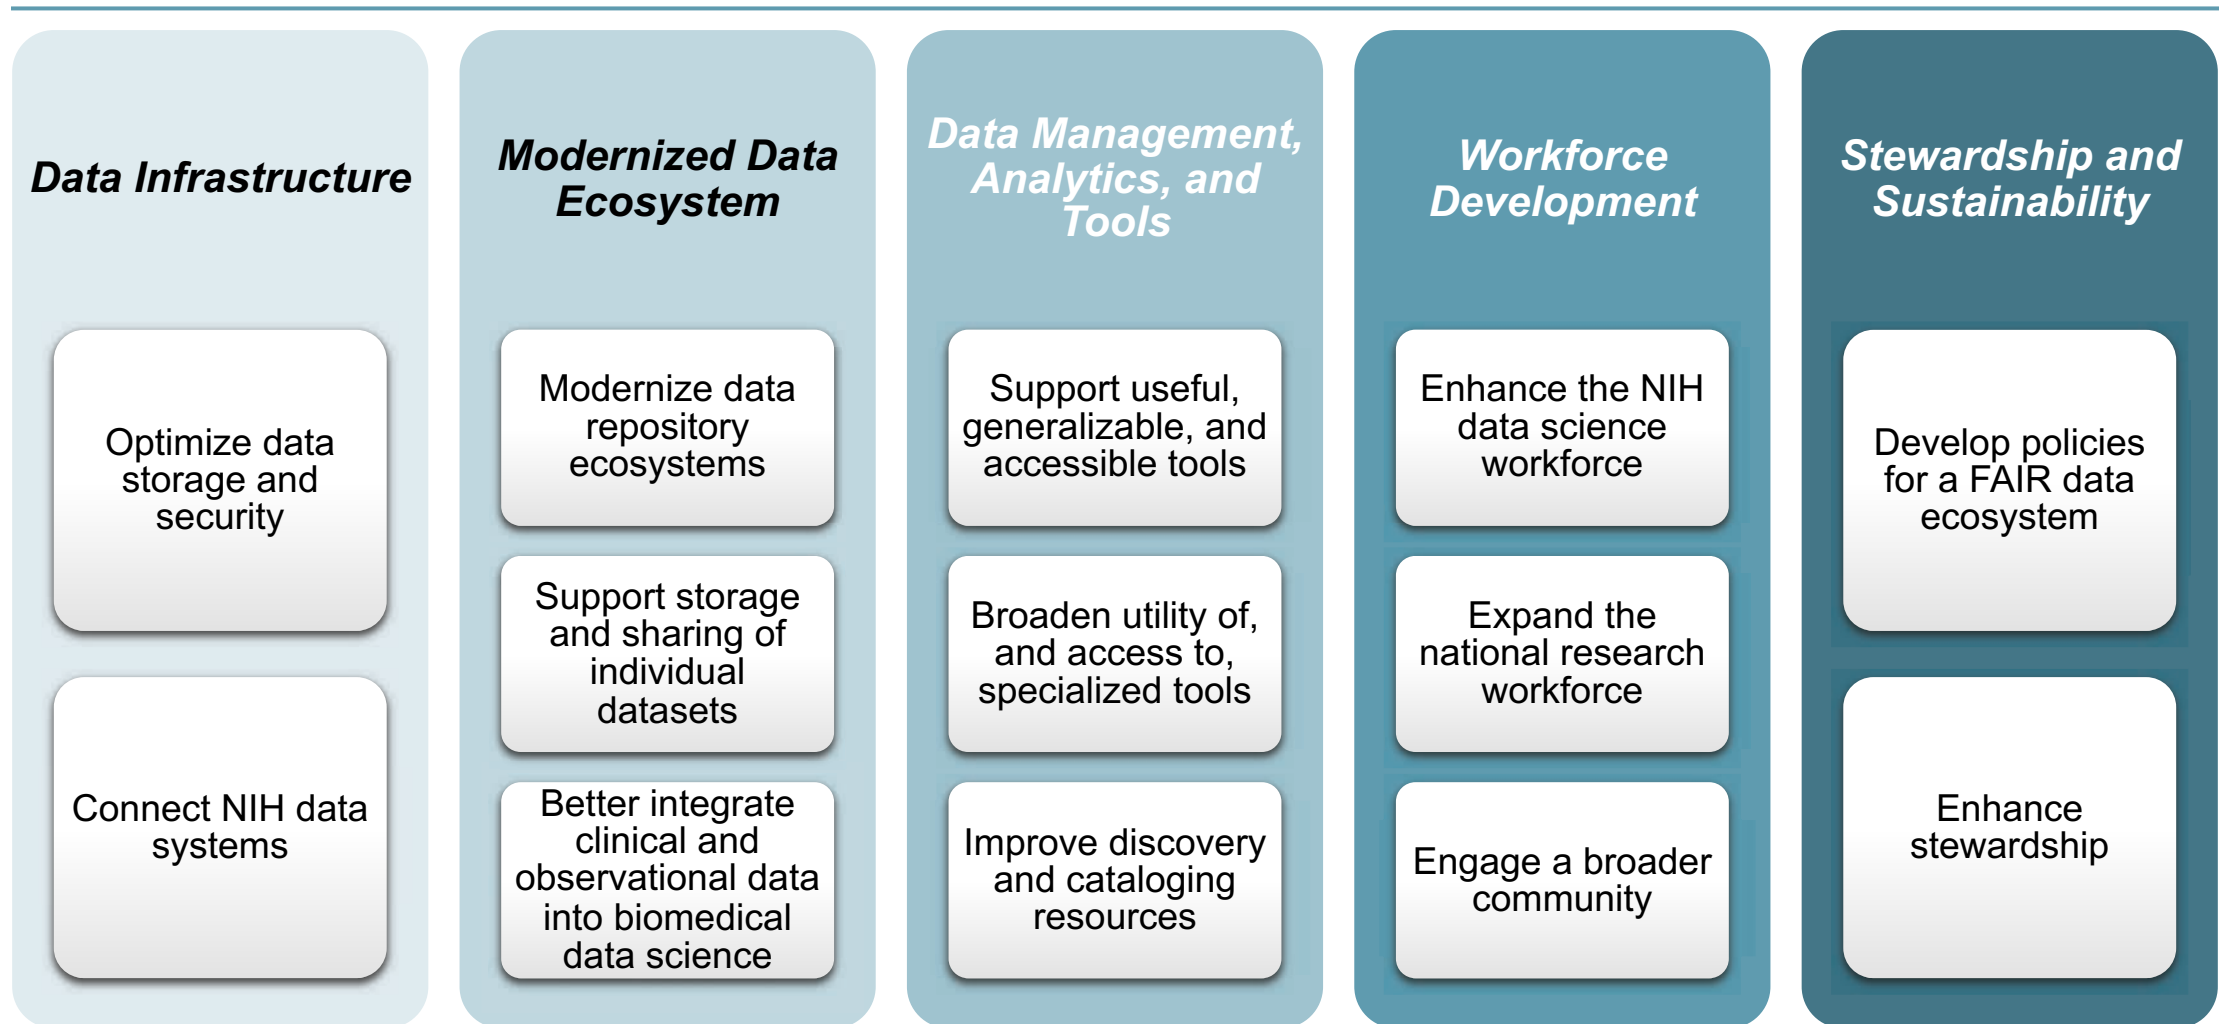 Data Infrastructure
Optimize data
storage and
security
Connect NIH data
systems
Modernized Data
Ecosystem
Modernize data
repository
ecosystems
Support storage
and sharing of
individual
datasets
Better integrate
clinical and
observational data
into biomedical
data science
Data Management,
Analytics, and
Tools
Support useful,
generalizable, and
accessible tools
Broaden utility of,
and access to,
specialized tools
Improve discovery
and cataloging
resources
Workforce
Development
Enhance the NIH
data science
workforce
Expand the
national research
workforce
Engage a broader
community
Stewardship and
Sustainability
Develop policies
for a FAIR data
ecosystem
Enhance
stewardship